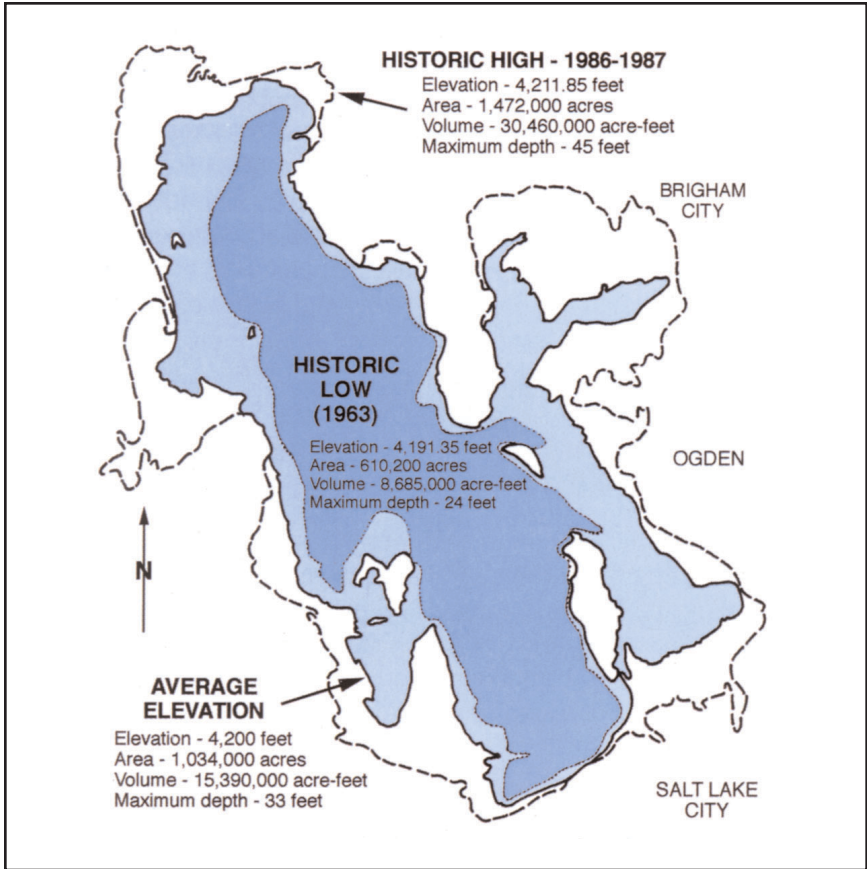 HISTORIC HIGH - 1986-1987
Elevation - 4,211.85 feet
Area - 1,472,000 acres
Volume - 30,460,000 acre-feet
Maximum depth - 45 feet
BRIGHAM
CITY
HISTORIC
LOW
(1963)
Elevation - 4,191.35 feet
Area - 610,200 acres
Volume - 8,685,000 acre-feet
Maximum depth - 24 feet
OGDEN
N
AVERAGE
ELEVATION
Elevation - 4,200 feet
Area - 1,034,000 acres
Volume - 15,390,000 acre-feet
Maximum depth - 33 feet
SALT LAKE
CITY